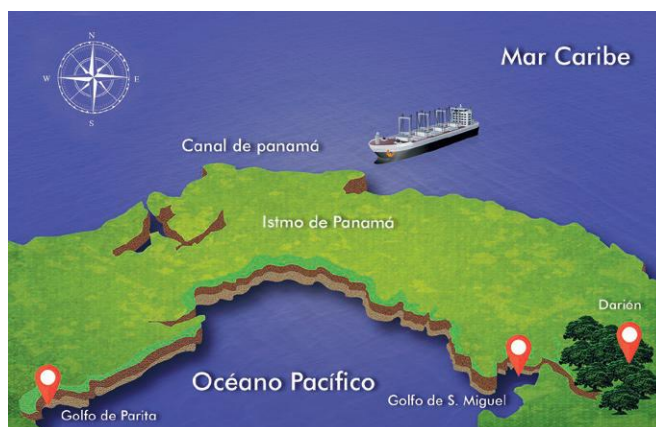 N
Mar Caribe
W
E
S
Canal de panamá
Istmo de Panamá
Darién
Océano Pacífico
Golfo de S. Miguel
Golfo de Parita